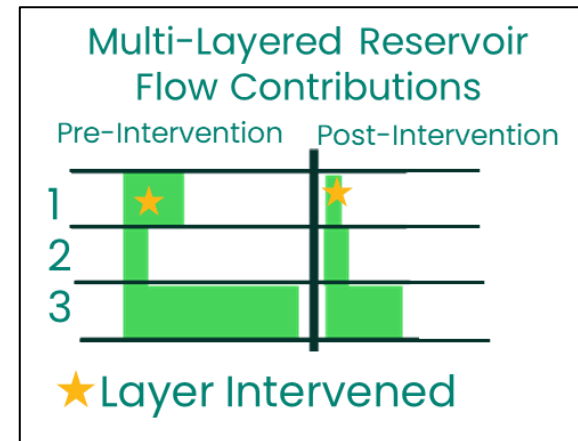 Multi-Layered Reservoir
Flow Contributions
Pre-Intervention Post-Intervention
1
2
3
Layer Intervened